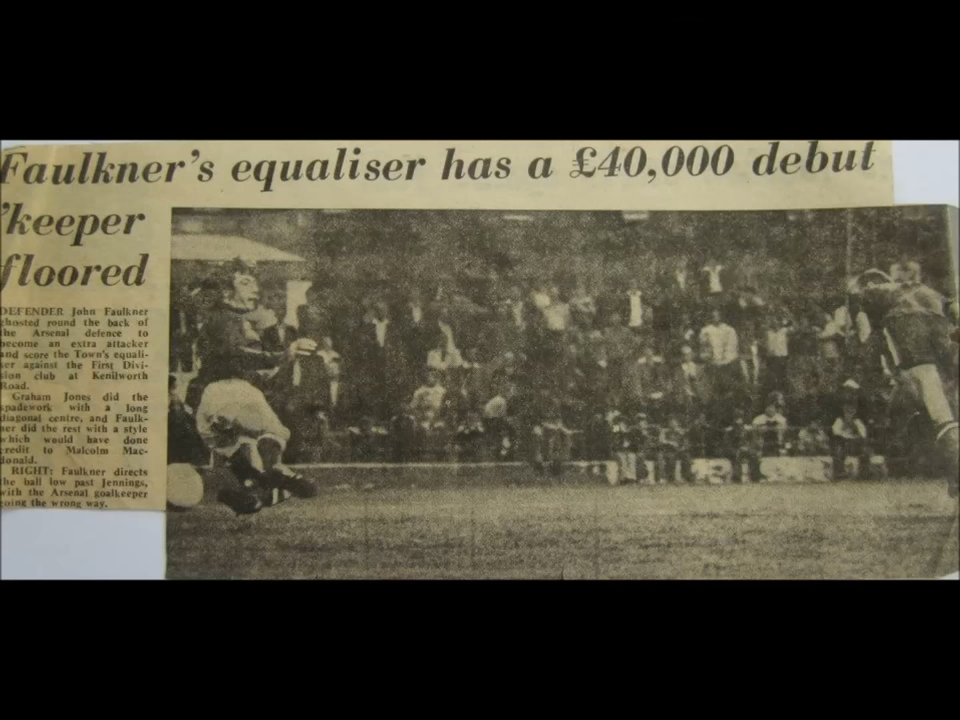 Faulkner's equaliser has a £40,000 debut
'keeper
floored
DEFENDER John Faulkner
ghosted round the back of
the Arsenal defence to
become an extra attacker
and score the Town's equali-
ser against the First Divi-
sion club at Kenilworth
Road.
Graham Jones did the
spadework with a long
diagonal centre, and Faulk-
ner did the rest with a style
which would have done
credit to Malcolm Mac-
donald.
RIGHT: Faulkner directs
the ball low past Jennings,
with the Arsenal goalkeeper
going the wrong way.